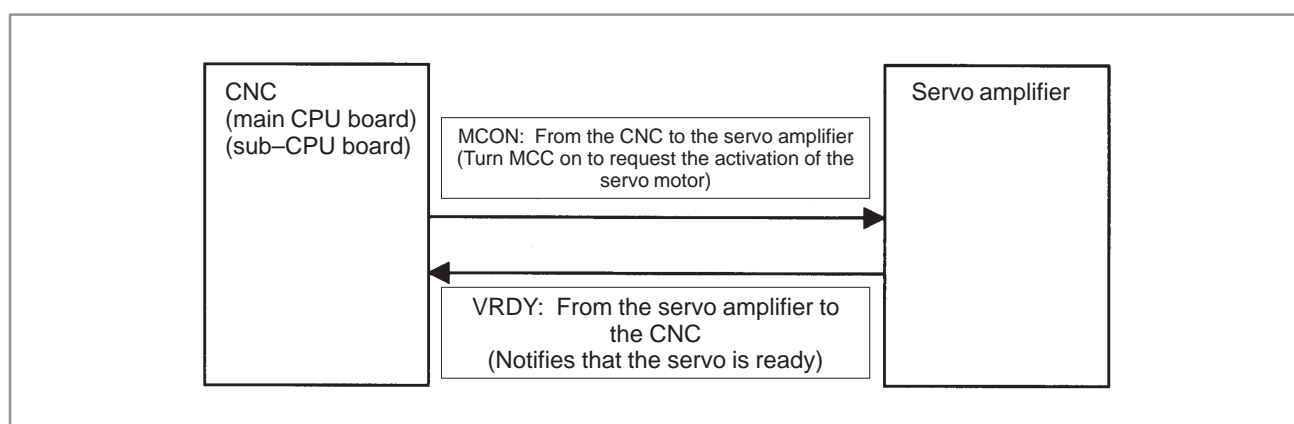 CNC
(main CPU board)
(sub–CPU board)
MCON:  From the CNC to the servo amplifier
(Turn MCC on to request the activation of the
servo motor)
VRDY:  From the servo amplifier to
the CNC
(Notifies that the servo is ready)
Servo amplifier